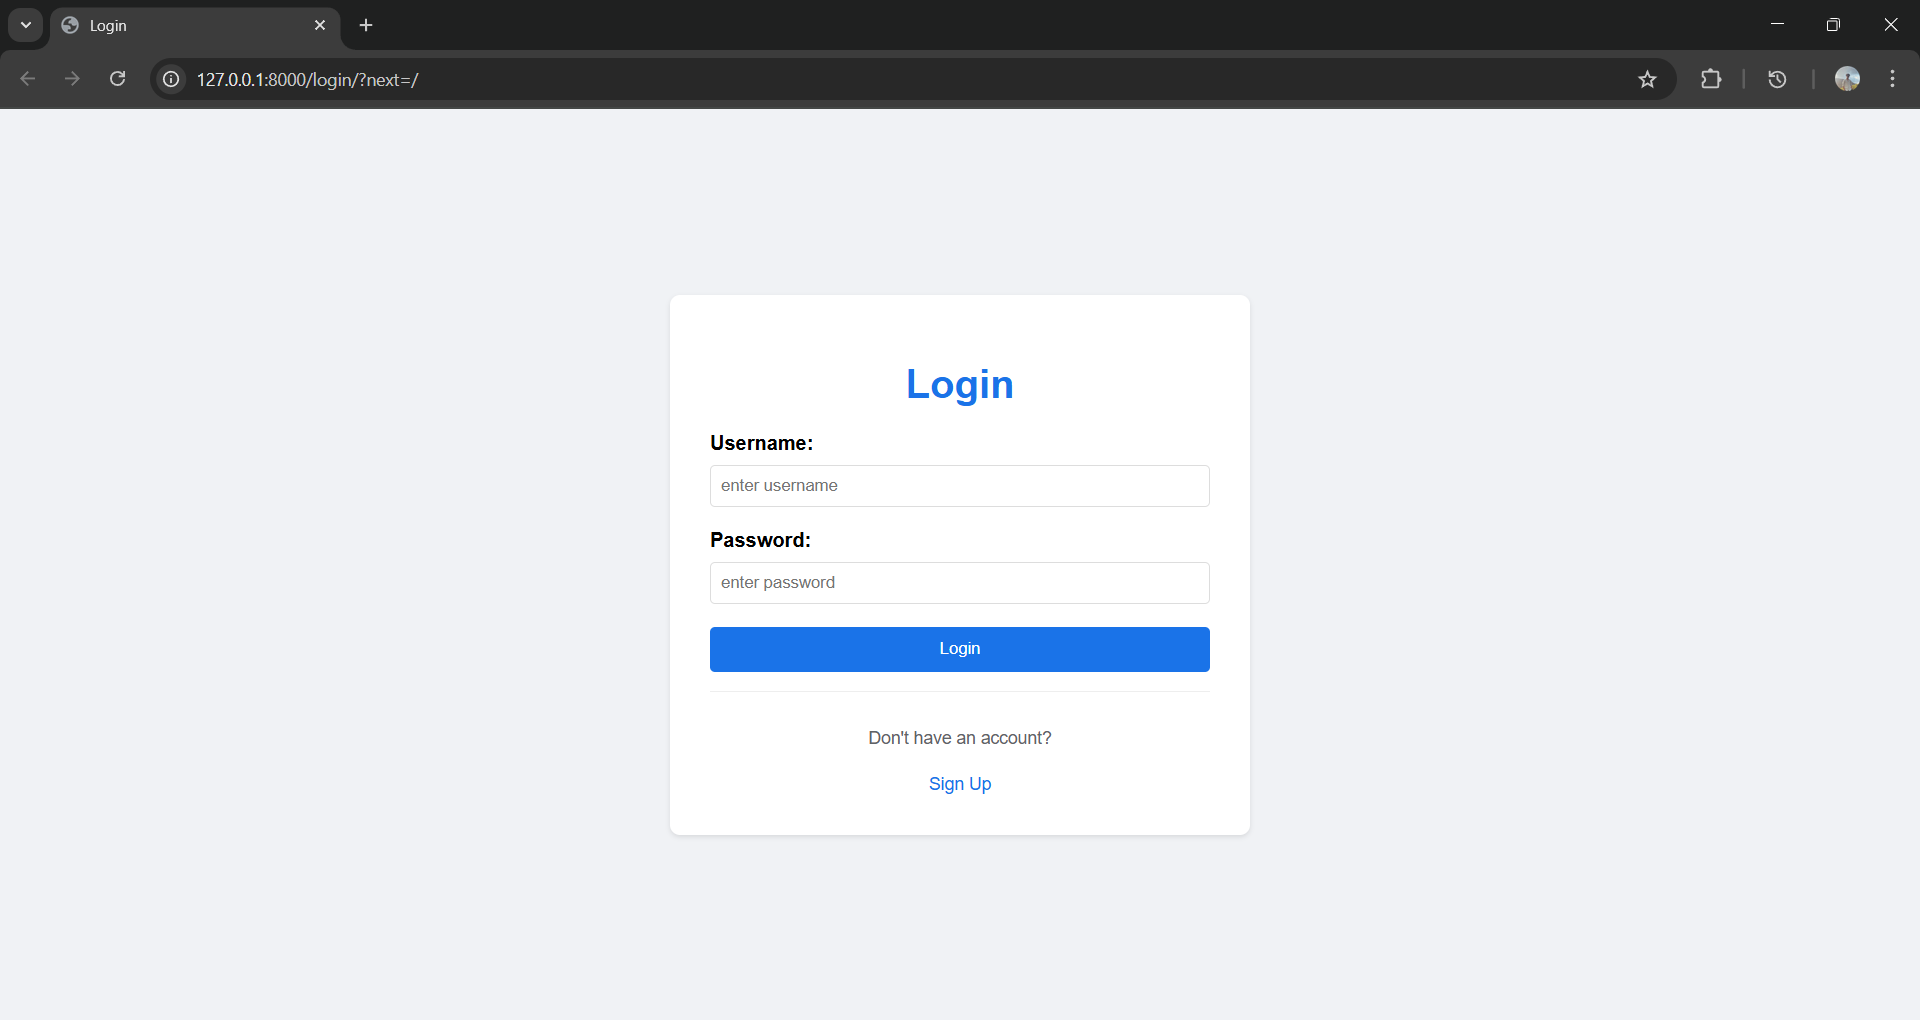 Login
127.0.0.1:8000/login/?next=/
Login
Username:
enter username
Password:
enter password
Login
Don't have an account?
Sign Up